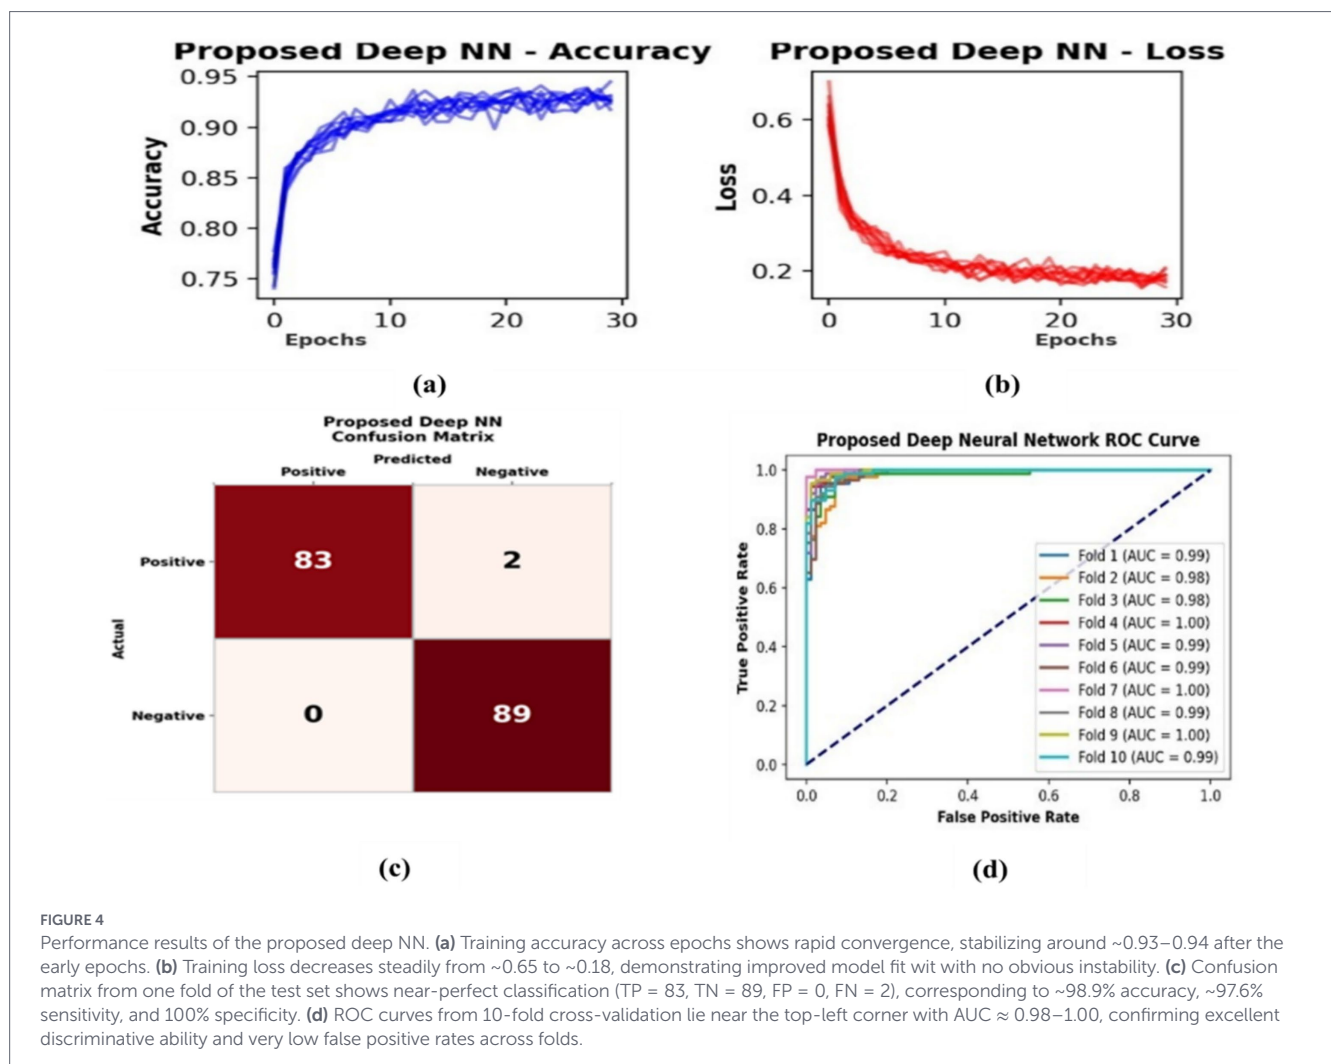 Proposed Deep NN - Accuracy
0.95
0.90
0.85
0.80
0.75
Accuracy
0 10 20 30
Epochs
(a)
Proposed Deep NN - Loss
0.6
0.4
0.2
Loss
0 10 20 30
Epochs
(b)
Proposed Deep NN
Confusion Matrix
Predicted
Positive Negative
Actual
Positive 83 2
Negative 0 89
(c)
Proposed Deep Neural Network ROC Curve
1.0
0.8
0.6
0.4
0.2
0.0
True Positive Rate
Fold 1 (AUC = 0.99)
Fold 2 (AUC = 0.98)
Fold 3 (AUC = 0.98)
Fold 4 (AUC = 1.00)
Fold 5 (AUC = 0.99)
Fold 6 (AUC = 0.99)
Fold 7 (AUC = 1.00)
Fold 8 (AUC = 0.99)
Fold 9 (AUC = 1.00)
Fold 10 (AUC = 0.99)
0.0 0.2 0.4 0.6 0.8 1.0
False Positive Rate
(d)
FIGURE 4
Performance results of the proposed deep NN. (a) Training accuracy across epochs shows rapid convergence, stabilizing around ~0.93–0.94 after the
early epochs. (b) Training loss decreases steadily from ~0.65 to ~0.18, demonstrating improved model fit wit with no obvious instability. (c) Confusion
matrix from one fold of the test set shows near-perfect classification (TP = 83, TN = 89, FP = 0, FN = 2), corresponding to ~98.9% accuracy, ~97.6%
sensitivity, and 100% specificity. (d) ROC curves from 10-fold cross-validation lie near the top-left corner with AUC ≈ 0.98–1.00, confirming excellent
discriminative ability and very low false positive rates across folds.